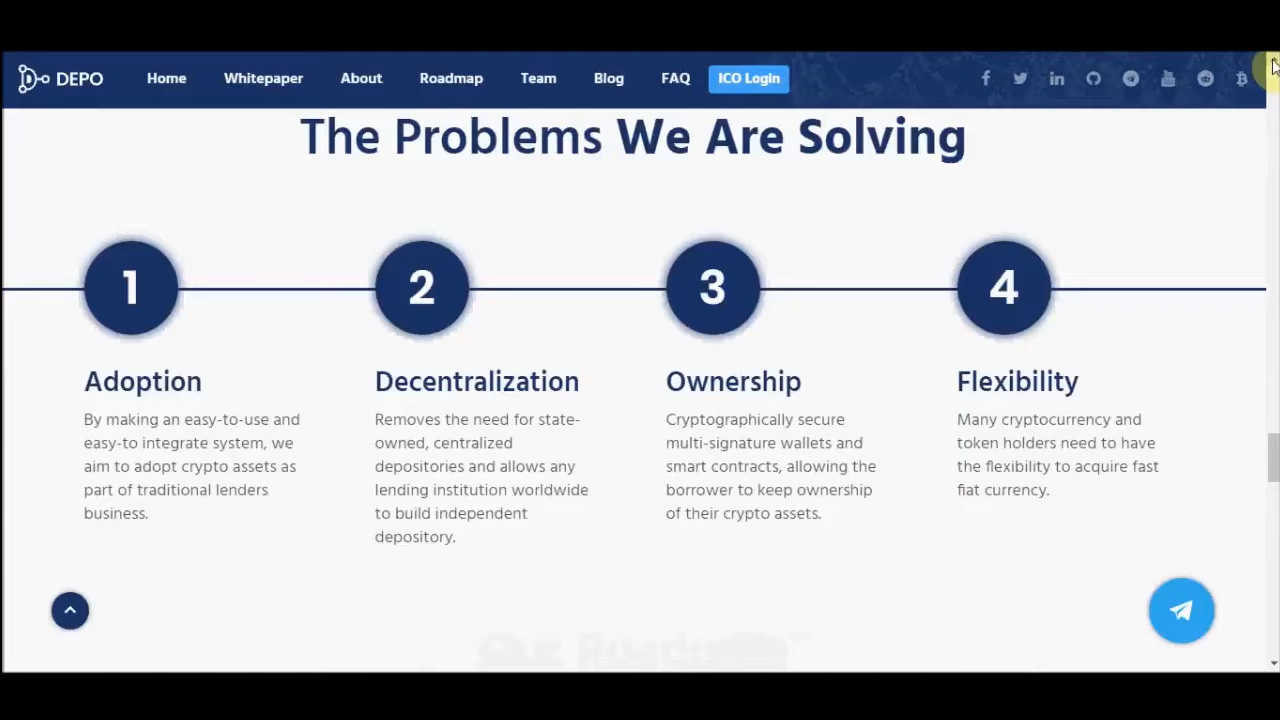 DEPO Home Whitepaper About Roadmap Team Blog FAQ ICO Login
The Problems We Are Solving
1 2 3 4
Adoption
By making an easy-to-use and
easy-to integrate system, we
aim to adopt crypto assets as
part of traditional lenders
business.
Decentralization
Removes the need for state-
owned, centralized
depositories and allows any
lending institution worldwide
to build independent
depository.
Ownership
Cryptographically secure
multi-signature wallets and
smart contracts, allowing the
borrower to keep ownership
of their crypto assets.
Flexibility
Many cryptocurrency and
token holders need to have
the flexibility to acquire fast
fiat currency.